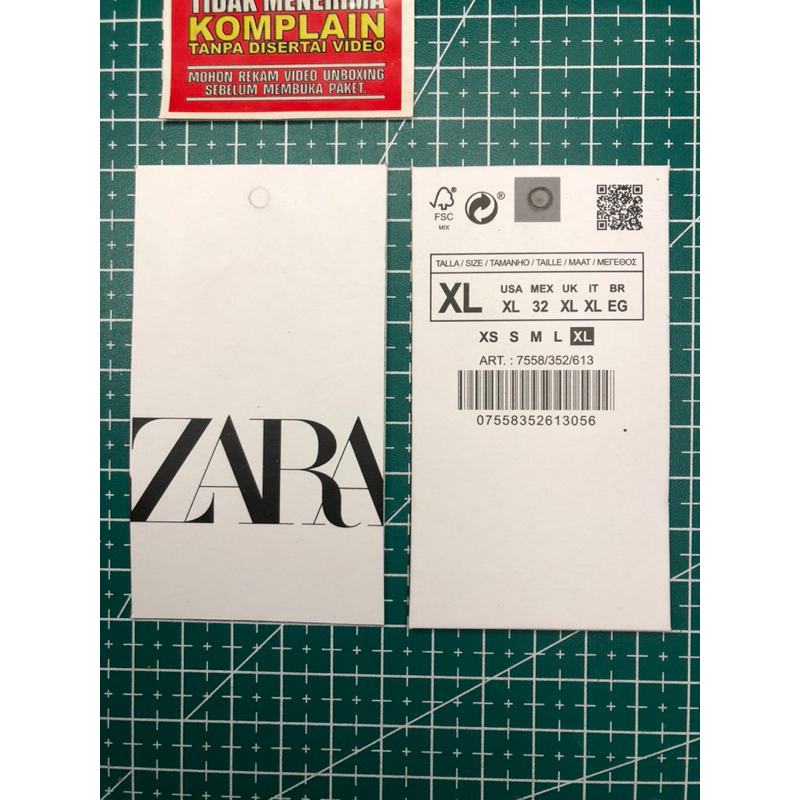 TIDAK MENERIMA
KOMPLAIN
TANPA DISERTAI VIDEO
MOHON REKAM VIDEO UNBOXING
SEBELUM MEMBUKA PAKET.
ZARA
FSC
MIX
TALLA / SIZE / TAMANHO / TAILLE / MAAT / ΜΕΓΕΘΟΣ
XL
USA MEX UK IT BR
XL 32 XL XL EG
XS S M L XL
ART. : 7558/352/613
07558352613056